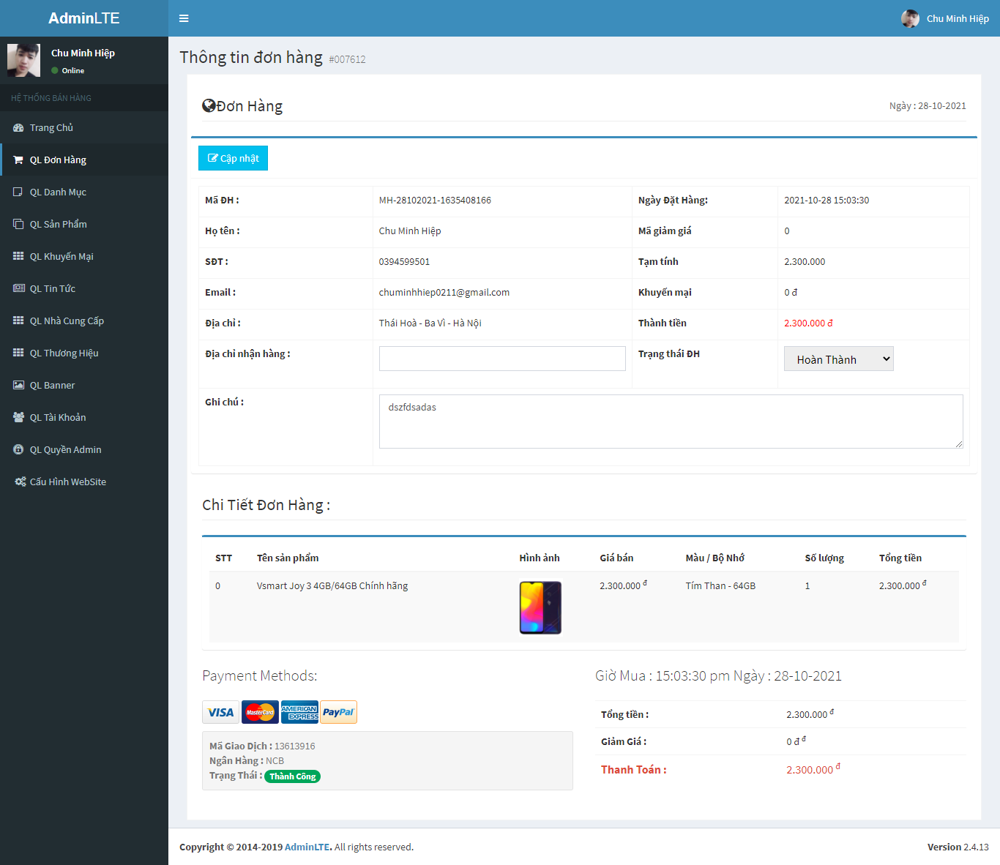 AdminLTE
Chu Minh Hiệp
Chu Minh Hiệp
Online
HỆ THỐNG BÁN HÀNG
Trang Chủ
QL Đơn Hàng
QL Danh Mục
QL Sản Phẩm
QL Khuyến Mại
QL Tin Tức
QL Nhà Cung Cấp
QL Thương Hiệu
QL Banner
QL Tài Khoản
QL Quyền Admin
Cấu Hình WebSite
Thông tin đơn hàng #007612
Đơn Hàng
Ngày : 28-10-2021
Cập nhật
Mã ĐH : MH-28102021-1635408166 Ngày Đặt Hàng: 2021-10-28 15:03:30
Họ tên : Chu Minh Hiệp Mã giảm giá 0
SĐT : 0394599501 Tạm tính 2.300.000
Email : chuminhhiep0211@gmail.com Khuyến mại 0 đ
Địa chỉ : Thái Hoà - Ba Vì - Hà Nội Thành tiền 2.300.000 đ
Địa chỉ nhận hàng : Trạng thái ĐH Hoàn Thành
Ghi chú : dszfdsadas
Chi Tiết Đơn Hàng :
STT Tên sản phẩm Hình ảnh Giá bán Màu / Bộ Nhớ Số lượng Tổng tiền
0 Vsmart Joy 3 4GB/64GB Chính hãng 2.300.000 đ Tím Than - 64GB 1 2.300.000 đ
Payment Methods:
VISA MasterCard AMERICAN EXPRESS PayPal
Mã Giao Dịch : 13613916
Ngân Hàng : NCB
Trạng Thái : Thành Công
Giờ Mua : 15:03:30 pm Ngày : 28-10-2021
Tổng tiền : 2.300.000 đ
Giảm Giá : 0 đ đ
Thanh Toán : 2.300.000 đ
Copyright © 2014-2019 AdminLTE. All rights reserved.
Version 2.4.13